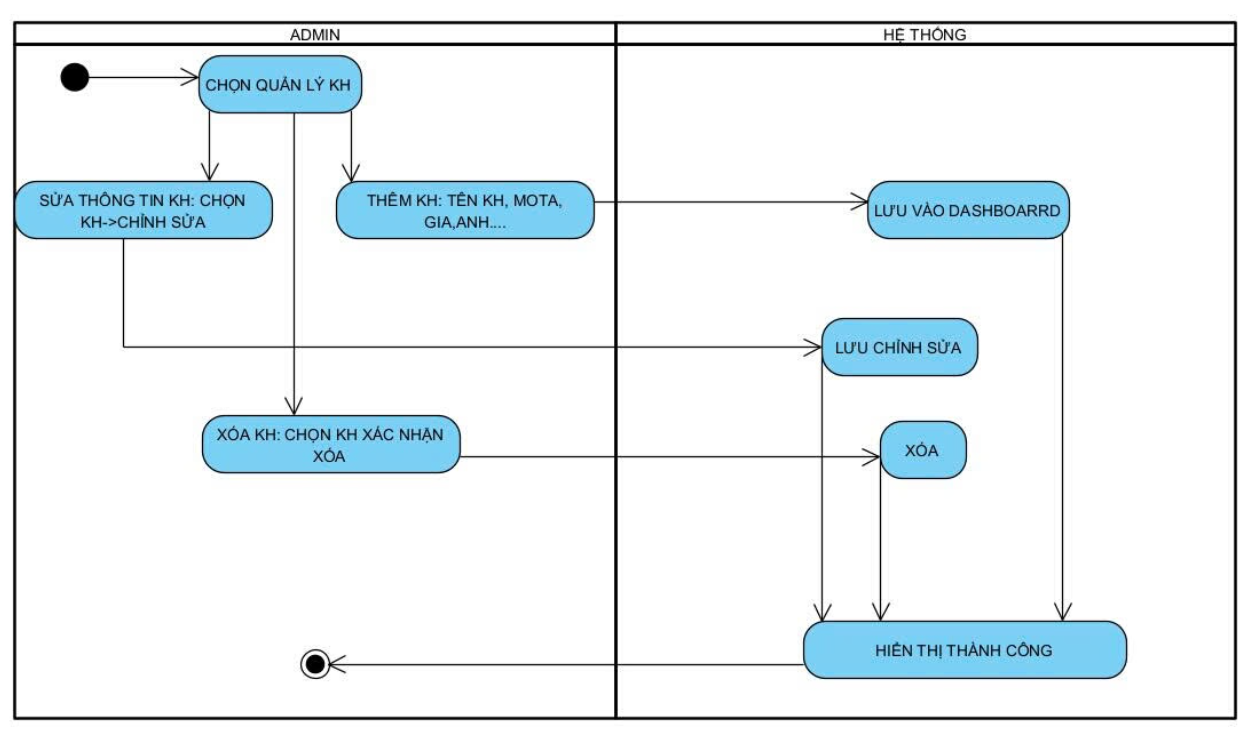 ADMIN
HỆ THỐNG
CHỌN QUẢN LÝ KH
SỬA THÔNG TIN KH: CHỌN
KH->CHỈNH SỬA
THÊM KH: TÊN KH, MOTA,
GIA,ANH....
LƯU VÀO DASHBOARRD
LƯU CHỈNH SỬA
XÓA KH: CHỌN KH XÁC NHẬN
XÓA
XÓA
HIỂN THỊ THÀNH CÔNG